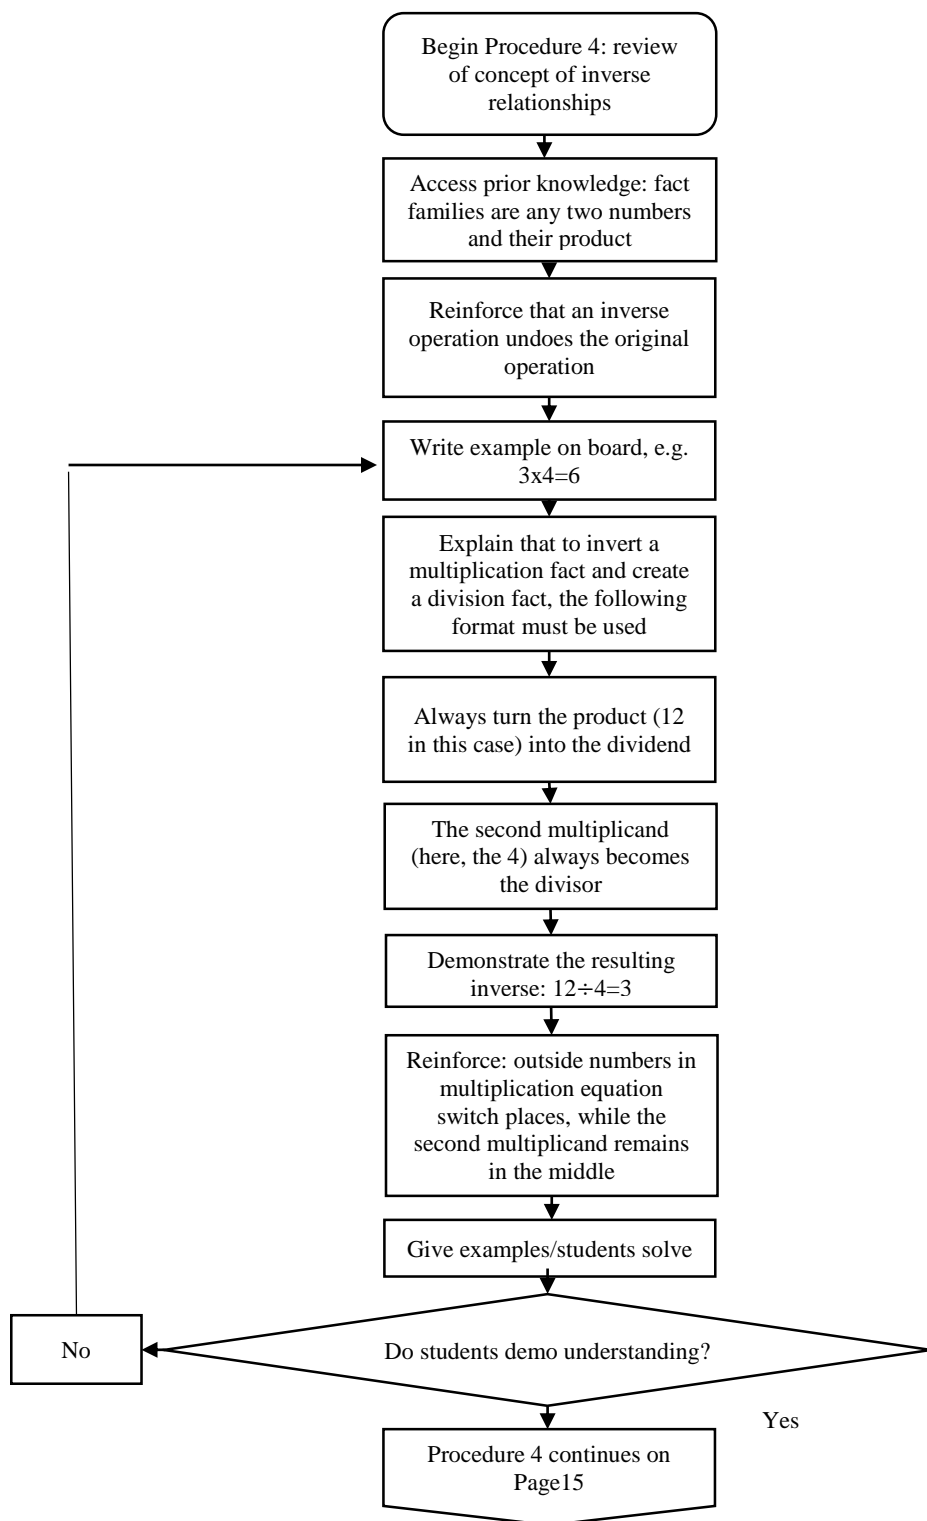 Begin Procedure 4: review
of concept of inverse
relationships
Access prior knowledge: fact
families are any two numbers
and their product
Reinforce that an inverse
operation undoes the original
operation
Write example on board, e.g.
3x4=6
Explain that to invert a
multiplication fact and create
a division fact, the following
format must be used
Always turn the product (12
in this case) into the dividend
The second multiplicand
(here, the 4) always becomes
the divisor
Demonstrate the resulting
inverse: 12÷4=3
Reinforce: outside numbers in
multiplication equation
switch places, while the
second multiplicand remains
in the middle
Give examples/students solve
No
Do students demo understanding?
Yes
Procedure 4 continues on
Page15